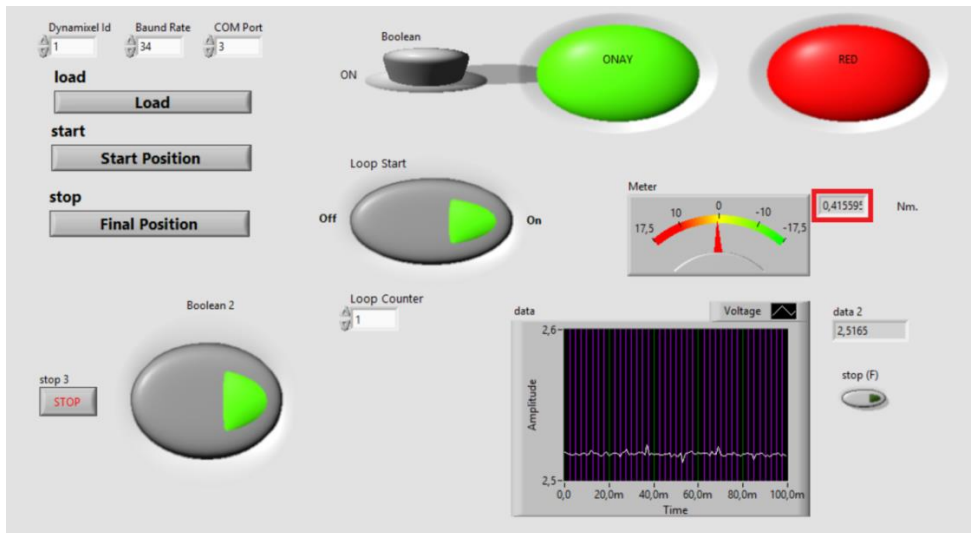 Dynamixel Id
Baund Rate
COM Port
1
34
3
load
Load
start
Start Position
stop
Final Position
Boolean
ON
ONAY
RED
Loop Start
Off
On
Meter
17,5
10
0
-10
-17,5
0,415595
Nm.
Boolean 2
stop 3
STOP
Loop Counter
1
data
Voltage
2,6
2,5
Amplitude
0,0
20,0m
40,0m
60,0m
80,0m
100,0m
Time
data 2
2,5165
stop (F)